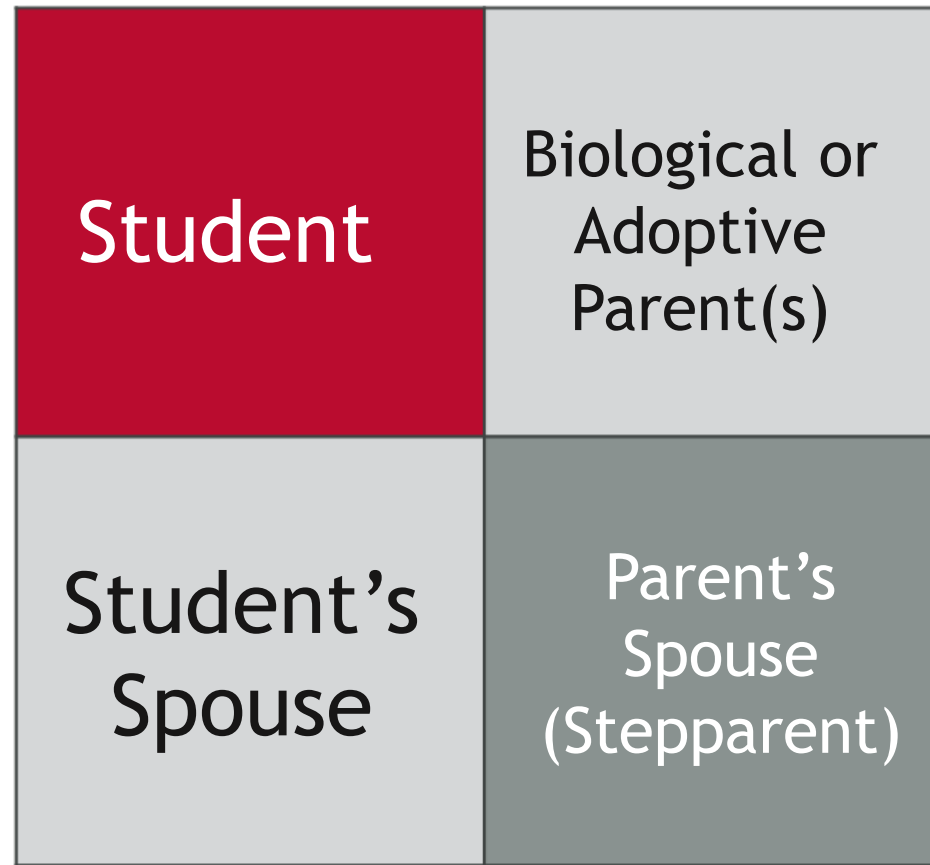 Student
Biological or
Adoptive
Parent(s)
Student’s
Spouse
Parent’s
Spouse
(Stepparent)